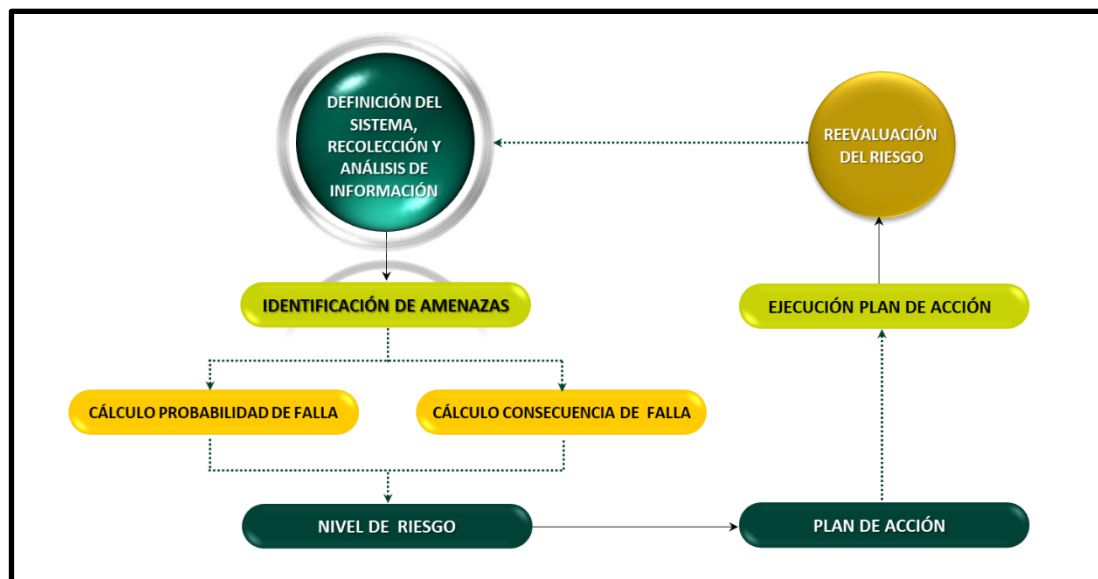 DEFINICIÓN DEL
SISTEMA,
RECOLECCIÓN Y
ANÁLISIS DE
INFORMACIÓN
REEVALUACIÓN
DEL RIESGO
IDENTIFICACIÓN DE AMENAZAS
EJECUCIÓN PLAN DE ACCIÓN
CÁLCULO PROBABILIDAD DE FALLA
CÁLCULO CONSECUENCIA DE FALLA
NIVEL DE RIESGO
PLAN DE ACCIÓN